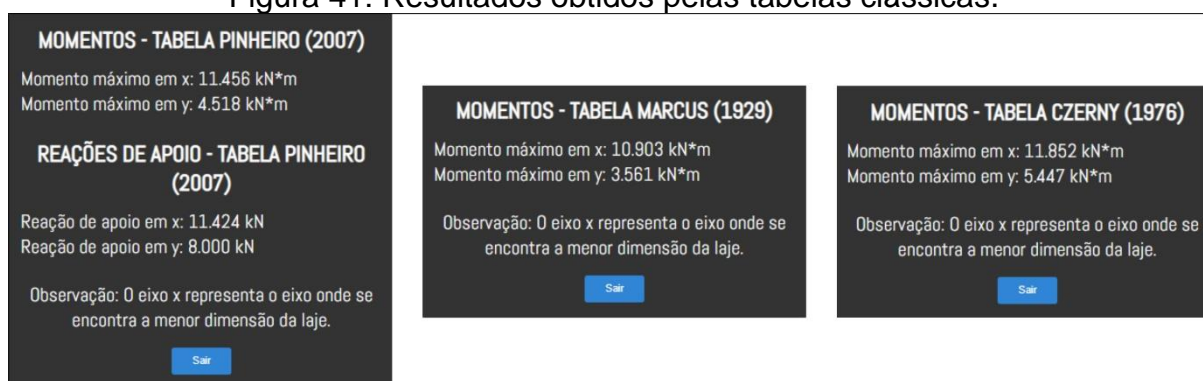 Figura 41: Resultados obtidos pelas tabelas clássicas.
MOMENTOS - TABELA PINHEIRO (2007)
Momento máximo em x: 11.456 kN*m
Momento máximo em y: 4.518 kN*m
REAÇÕES DE APOIO - TABELA PINHEIRO
(2007)
Reação de apoio em x: 11.424 kN
Reação de apoio em y: 8.000 kN
Observação: O eixo x representa o eixo onde se
encontra a menor dimensão da laje.
Sair
MOMENTOS - TABELA MARCUS (1929)
Momento máximo em x: 10.903 kN*m
Momento máximo em y: 3.561 kN*m
Observação: O eixo x representa o eixo onde se
encontra a menor dimensão da laje.
Sair
MOMENTOS - TABELA CZERNY (1976)
Momento máximo em x: 11.852 kN*m
Momento máximo em y: 5.447 kN*m
Observação: O eixo x representa o eixo onde se
encontra a menor dimensão da laje.
Sair